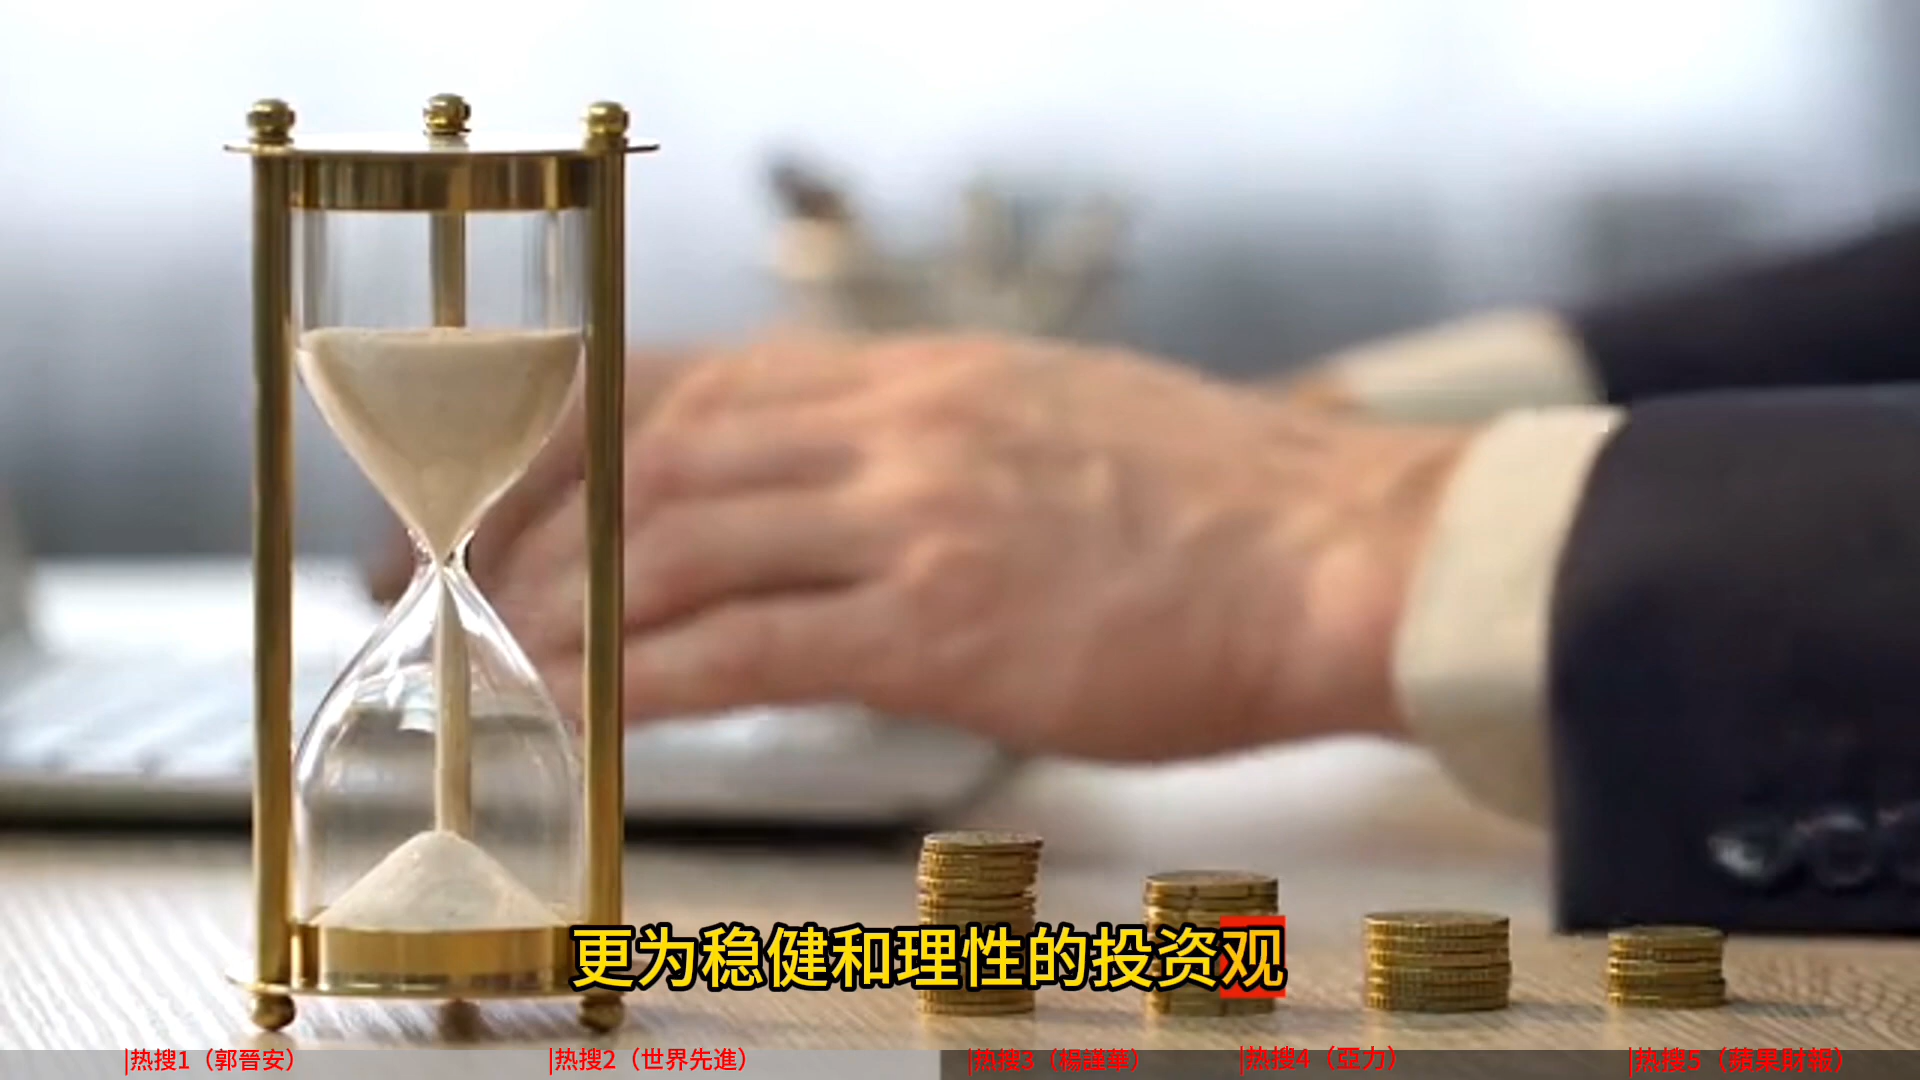 更为稳健和理性的投资观
|热搜1（郭晉安） |热搜2（世界先進） |热搜3（楊謹華） |热搜4（亞力） |热搜5（蘋果財報）